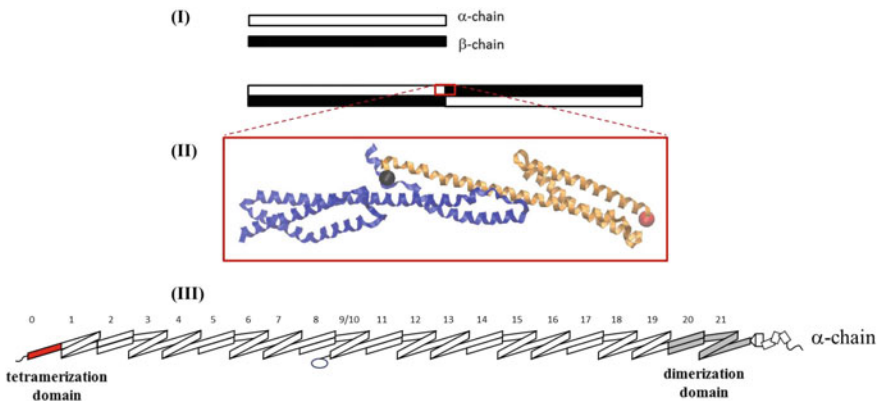 (I)
α-chain
β-chain
(II)
(III)
0 1 2 3 4 5 6 7 8 9/10 11 12 13 14 15 16 17 18 19 20 21
α-chain
tetramerization
domain
dimerization
domain